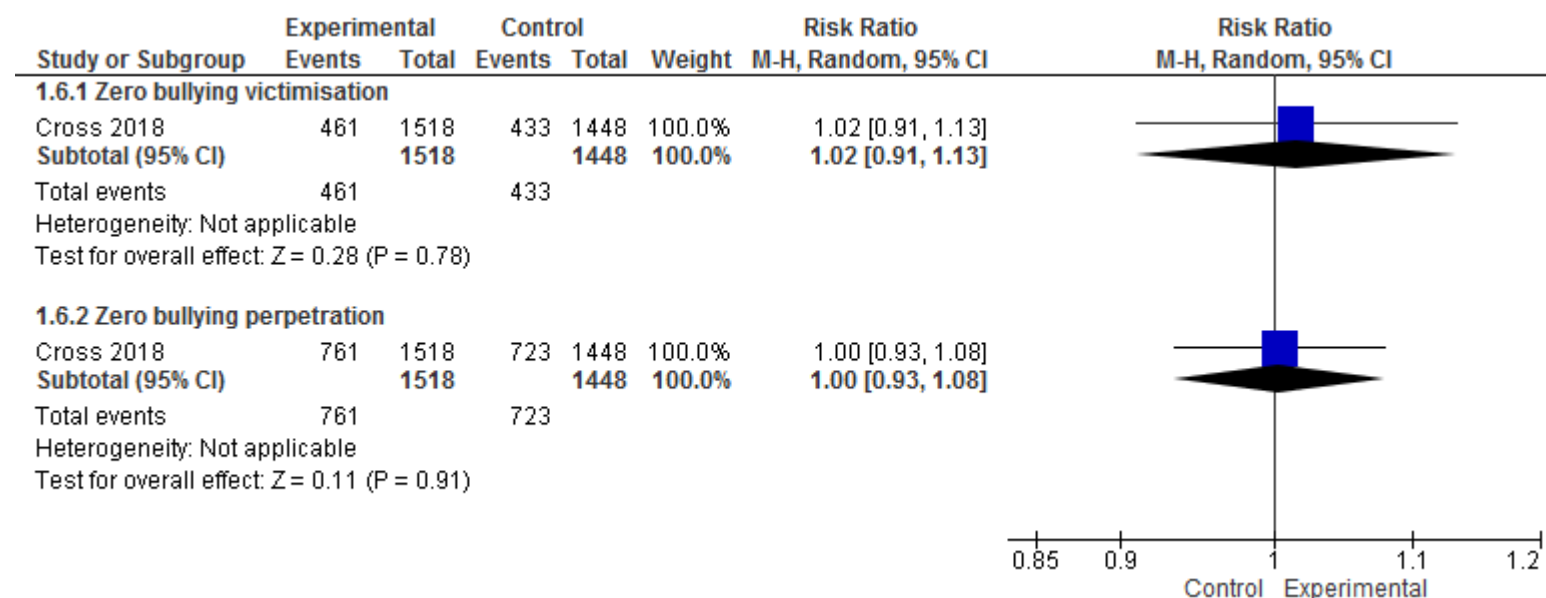 Experimental Control Risk Ratio Risk Ratio
Study or Subgroup Events Total Events Total Weight M-H, Random, 95% CI M-H, Random, 95% CI
1.6.1 Zero bullying victimisation
Cross 2018 461 1518 433 1448 100.0% 1.02 [0.91, 1.13]
Subtotal (95% CI) 1518 1448 100.0% 1.02 [0.91, 1.13]
Total events 461 433
Heterogeneity: Not applicable
Test for overall effect: Z = 0.28 (P = 0.78)
1.6.2 Zero bullying perpetration
Cross 2018 761 1518 723 1448 100.0% 1.00 [0.93, 1.08]
Subtotal (95% CI) 1518 1448 100.0% 1.00 [0.93, 1.08]
Total events 761 723
Heterogeneity: Not applicable
Test for overall effect: Z = 0.11 (P = 0.91)
0.85 0.9 1 1.1 1.2
Control Experimental